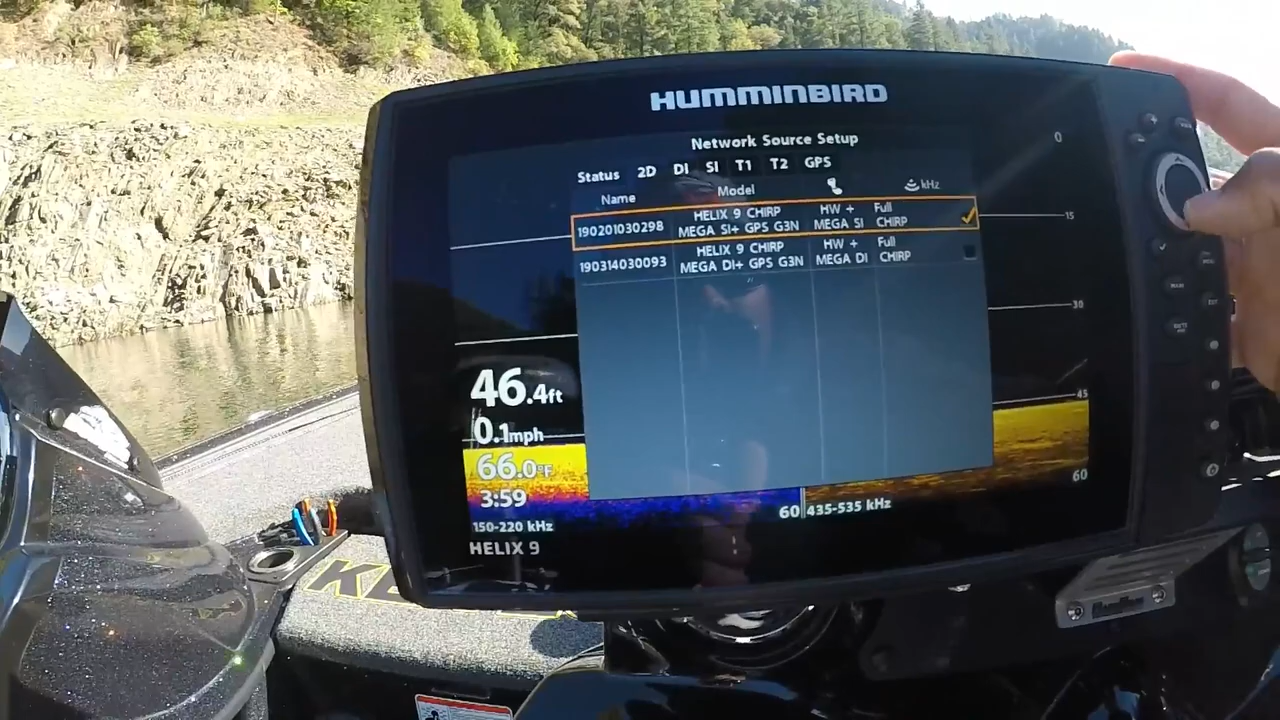 HUMMINBIRD
Network Source Setup
Status 2D DI SI T1 T2 GPS
Name Model kHz
190201030298 HELIX 9 CHIRP MEGA SI+ GPS G3N HW + MEGA SI Full CHIRP
190314030093 HELIX 9 CHIRP MEGA DI+ GPS G3N HW + MEGA DI Full CHIRP
0
15
30
45
60
46.4ft
0.1mph
66.0°F
3:59
150-220 kHz
HELIX 9
60
435-535 kHz